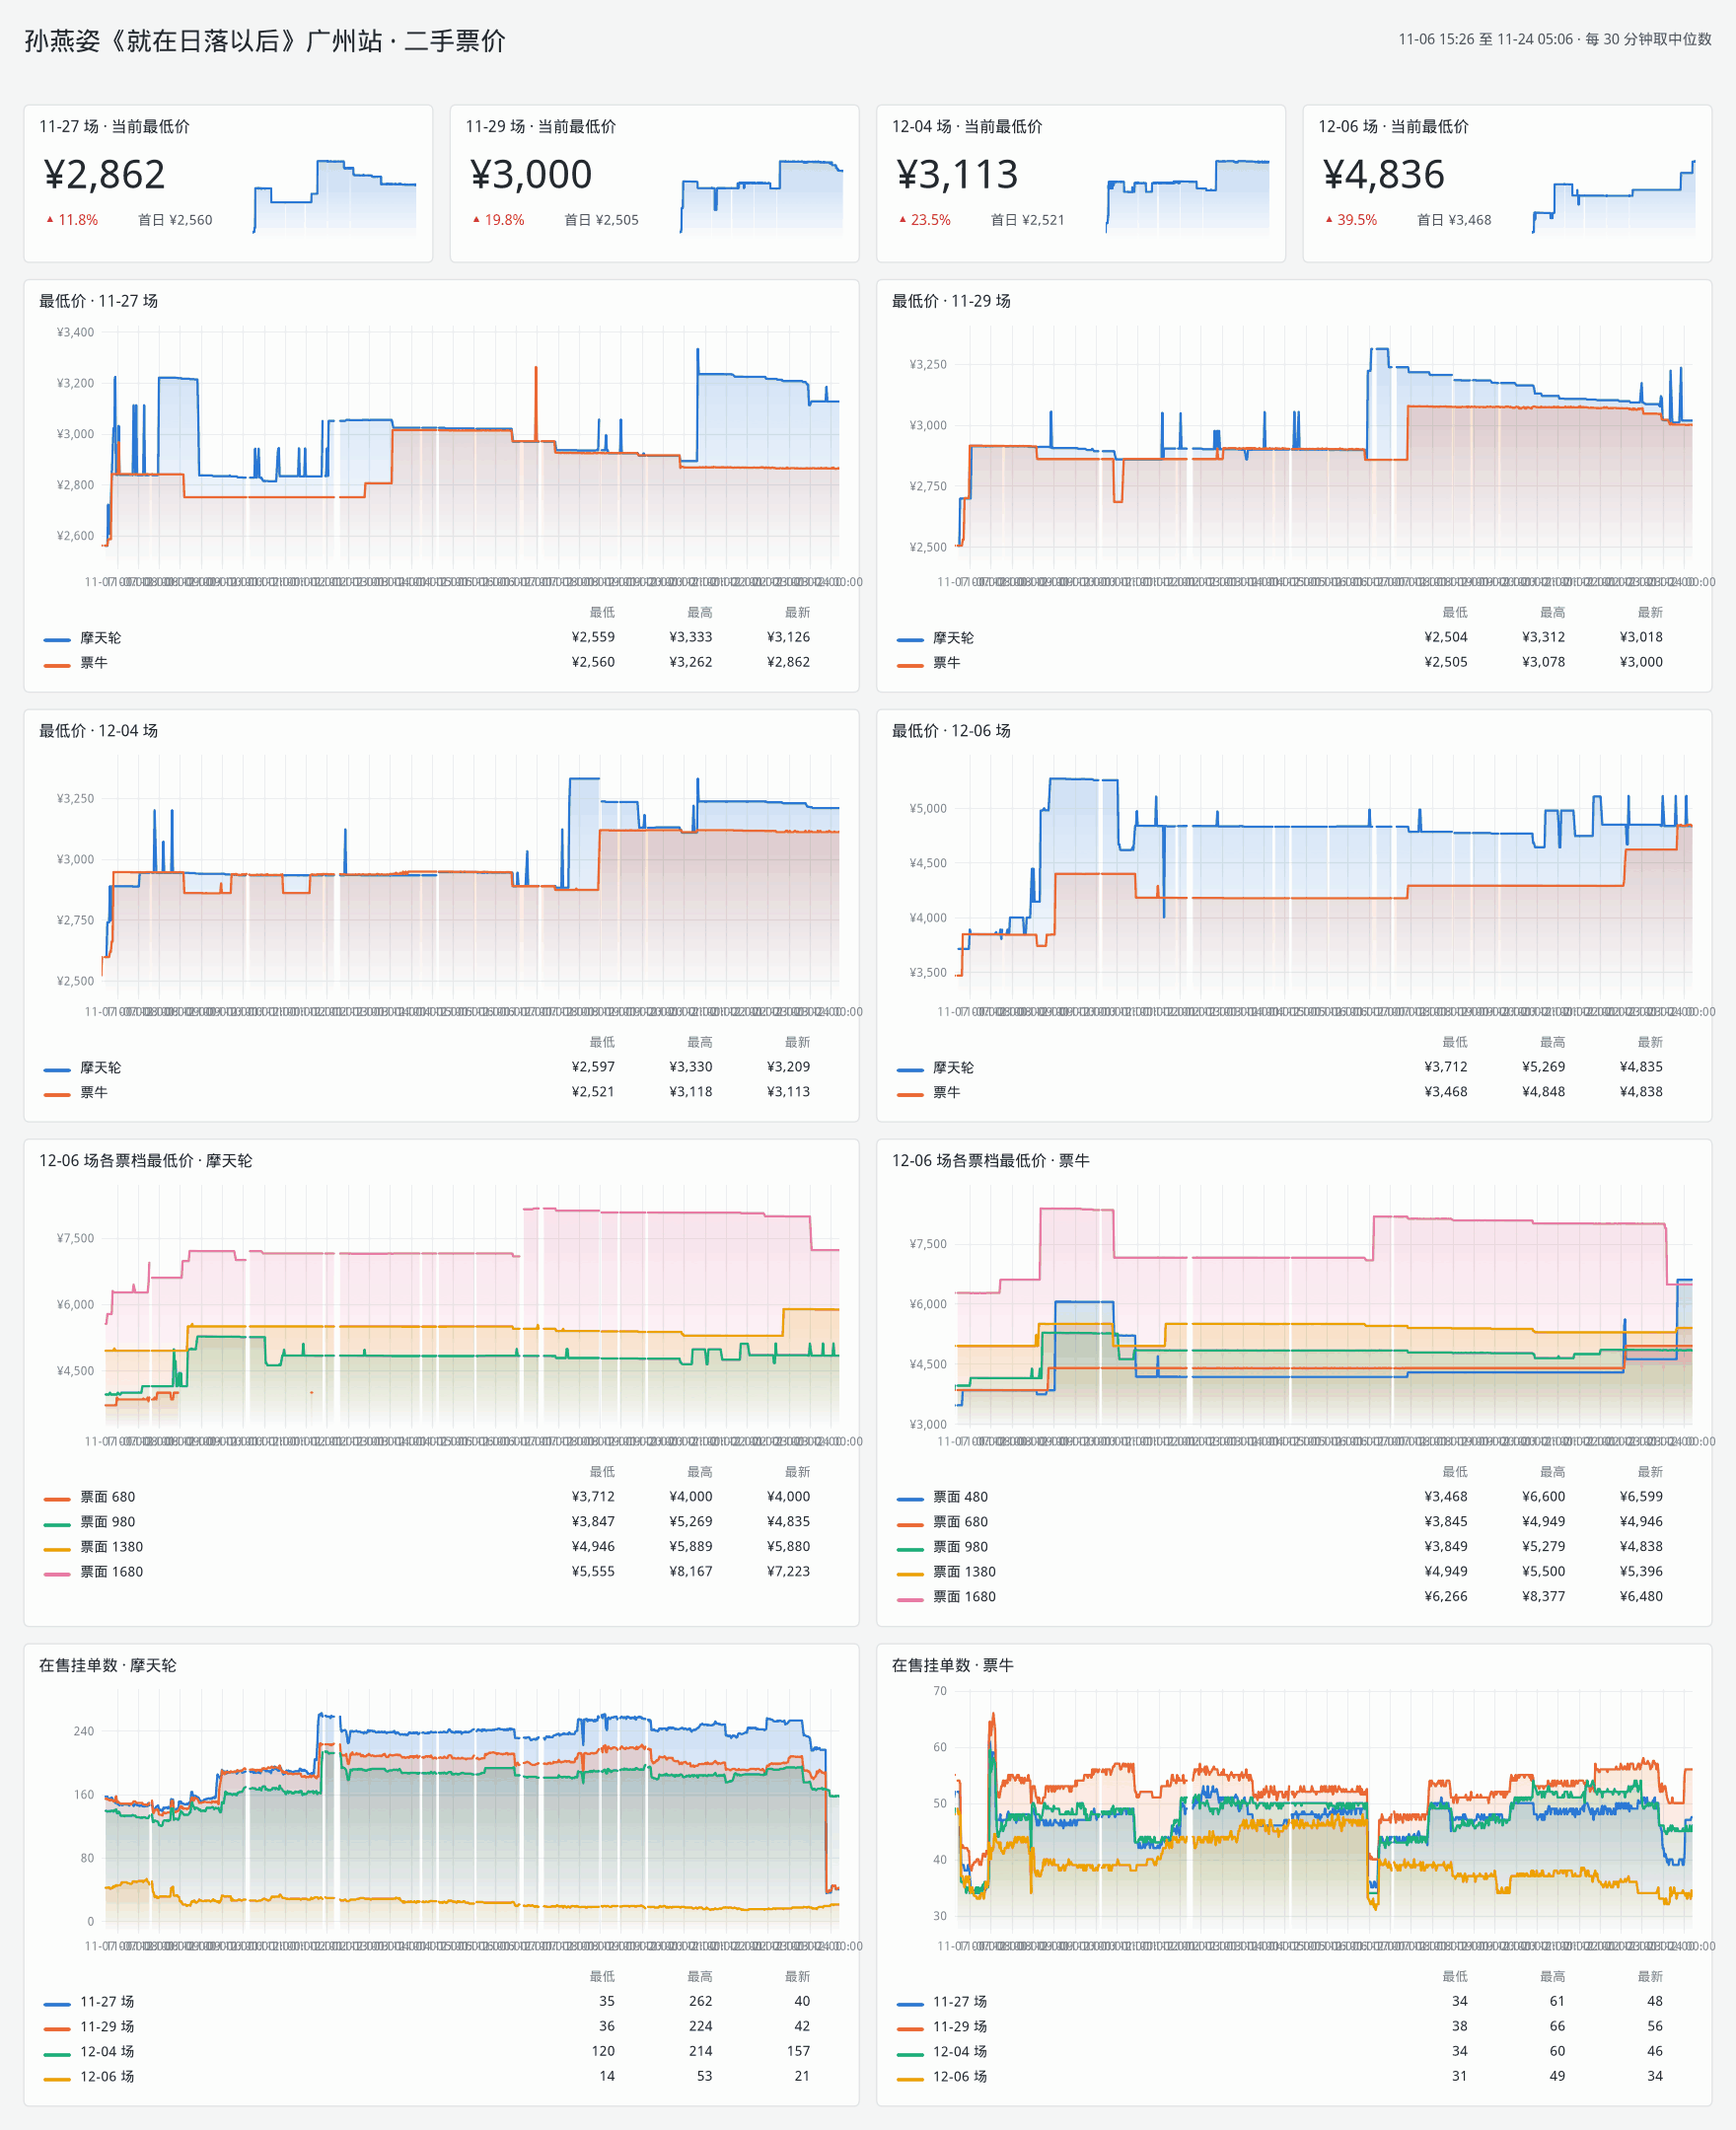 孙燕姿《就在日落以后》广州站 · 二手票价
11-06 15:26 至 11-24 05:06 · 每 30 分钟取中位数
11-27 场 · 当前最低价
¥2,862
▲ 11.8% 首日 ¥2,560
11-29 场 · 当前最低价
¥3,000
▲ 19.8% 首日 ¥2,505
12-04 场 · 当前最低价
¥3,113
▲ 23.5% 首日 ¥2,521
12-06 场 · 当前最低价
¥4,836
▲ 39.5% 首日 ¥3,468
最低价 · 11-27 场
¥3,400
¥3,200
¥3,000
¥2,800
¥2,600
最低 最高 最新
摩天轮 ¥2,559 ¥3,333 ¥3,126
票牛 ¥2,560 ¥3,262 ¥2,862
最低价 · 11-29 场
¥3,250
¥3,000
¥2,750
¥2,500
最低 最高 最新
摩天轮 ¥2,504 ¥3,312 ¥3,018
票牛 ¥2,505 ¥3,078 ¥3,000
最低价 · 12-04 场
¥3,250
¥3,000
¥2,750
¥2,500
最低 最高 最新
摩天轮 ¥2,597 ¥3,330 ¥3,209
票牛 ¥2,521 ¥3,118 ¥3,113
最低价 · 12-06 场
¥5,000
¥4,500
¥4,000
¥3,500
最低 最高 最新
摩天轮 ¥3,712 ¥5,269 ¥4,835
票牛 ¥3,468 ¥4,848 ¥4,838
12-06 场各票档最低价 · 摩天轮
¥7,500
¥6,000
¥4,500
最低 最高 最新
票面 680 ¥3,712 ¥4,000 ¥4,000
票面 980 ¥3,847 ¥5,269 ¥4,835
票面 1380 ¥4,946 ¥5,889 ¥5,880
票面 1680 ¥5,555 ¥8,167 ¥7,223
12-06 场各票档最低价 · 票牛
¥7,500
¥6,000
¥4,500
¥3,000
最低 最高 最新
票面 480 ¥3,468 ¥6,600 ¥6,599
票面 680 ¥3,845 ¥4,949 ¥4,946
票面 980 ¥3,849 ¥5,279 ¥4,838
票面 1380 ¥4,949 ¥5,500 ¥5,396
票面 1680 ¥6,266 ¥8,377 ¥6,480
在售挂单数 · 摩天轮
240
160
80
0
最低 最高 最新
11-27 场 35 262 40
11-29 场 36 224 42
12-04 场 120 214 157
12-06 场 14 53 21
在售挂单数 · 票牛
70
60
50
40
30
最低 最高 最新
11-27 场 34 61 48
11-29 场 38 66 56
12-04 场 34 60 46
12-06 场 31 49 34